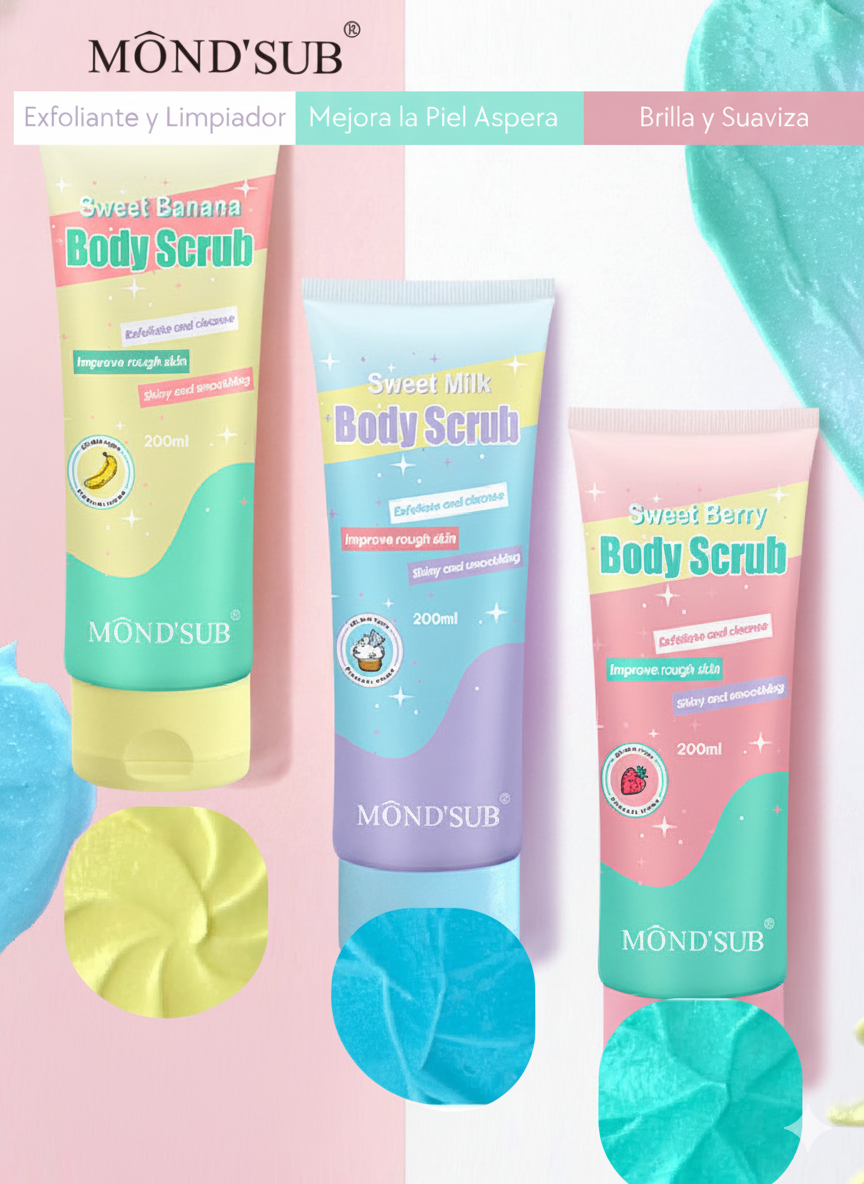 MÔND'SUB®
Exfoliante y Limpiador
Mejora la Piel Aspera
Brilla y Suaviza
Sweet Banana
Body Scrub
Exfoliate and cleanse
Improve rough skin
Shiny and smoothing
200ml
MÔND'SUB®
Sweet Milk
Body Scrub
Exfoliate and cleanse
Improve rough skin
Shiny and smoothing
200ml
MÔND'SUB®
Sweet Berry
Body Scrub
Exfoliate and cleanse
Improve rough skin
Shiny and smoothing
200ml
MÔND'SUB®